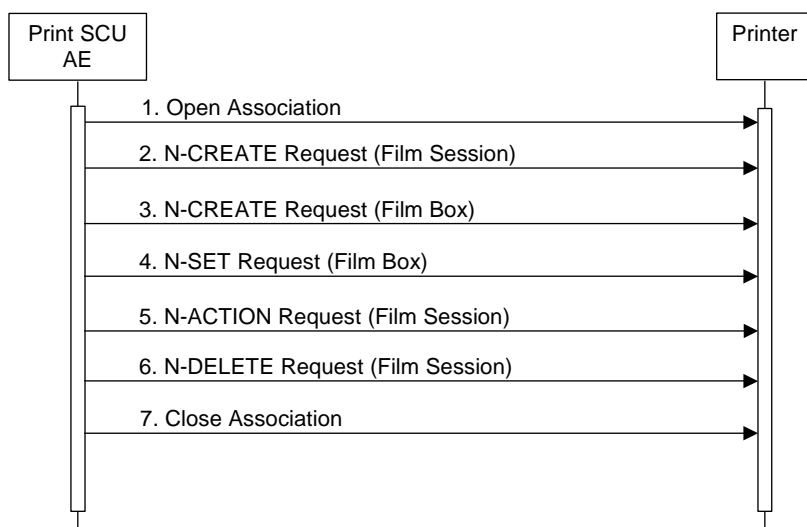 Print SCU
AE
Printer
1. Open Association
2. N-CREATE Request (Film Session)
3. N-CREATE Request (Film Box)
4. N-SET Request (Film Box)
5. N-ACTION Request (Film Session)
6. N-DELETE Request (Film Session)
7. Close Association